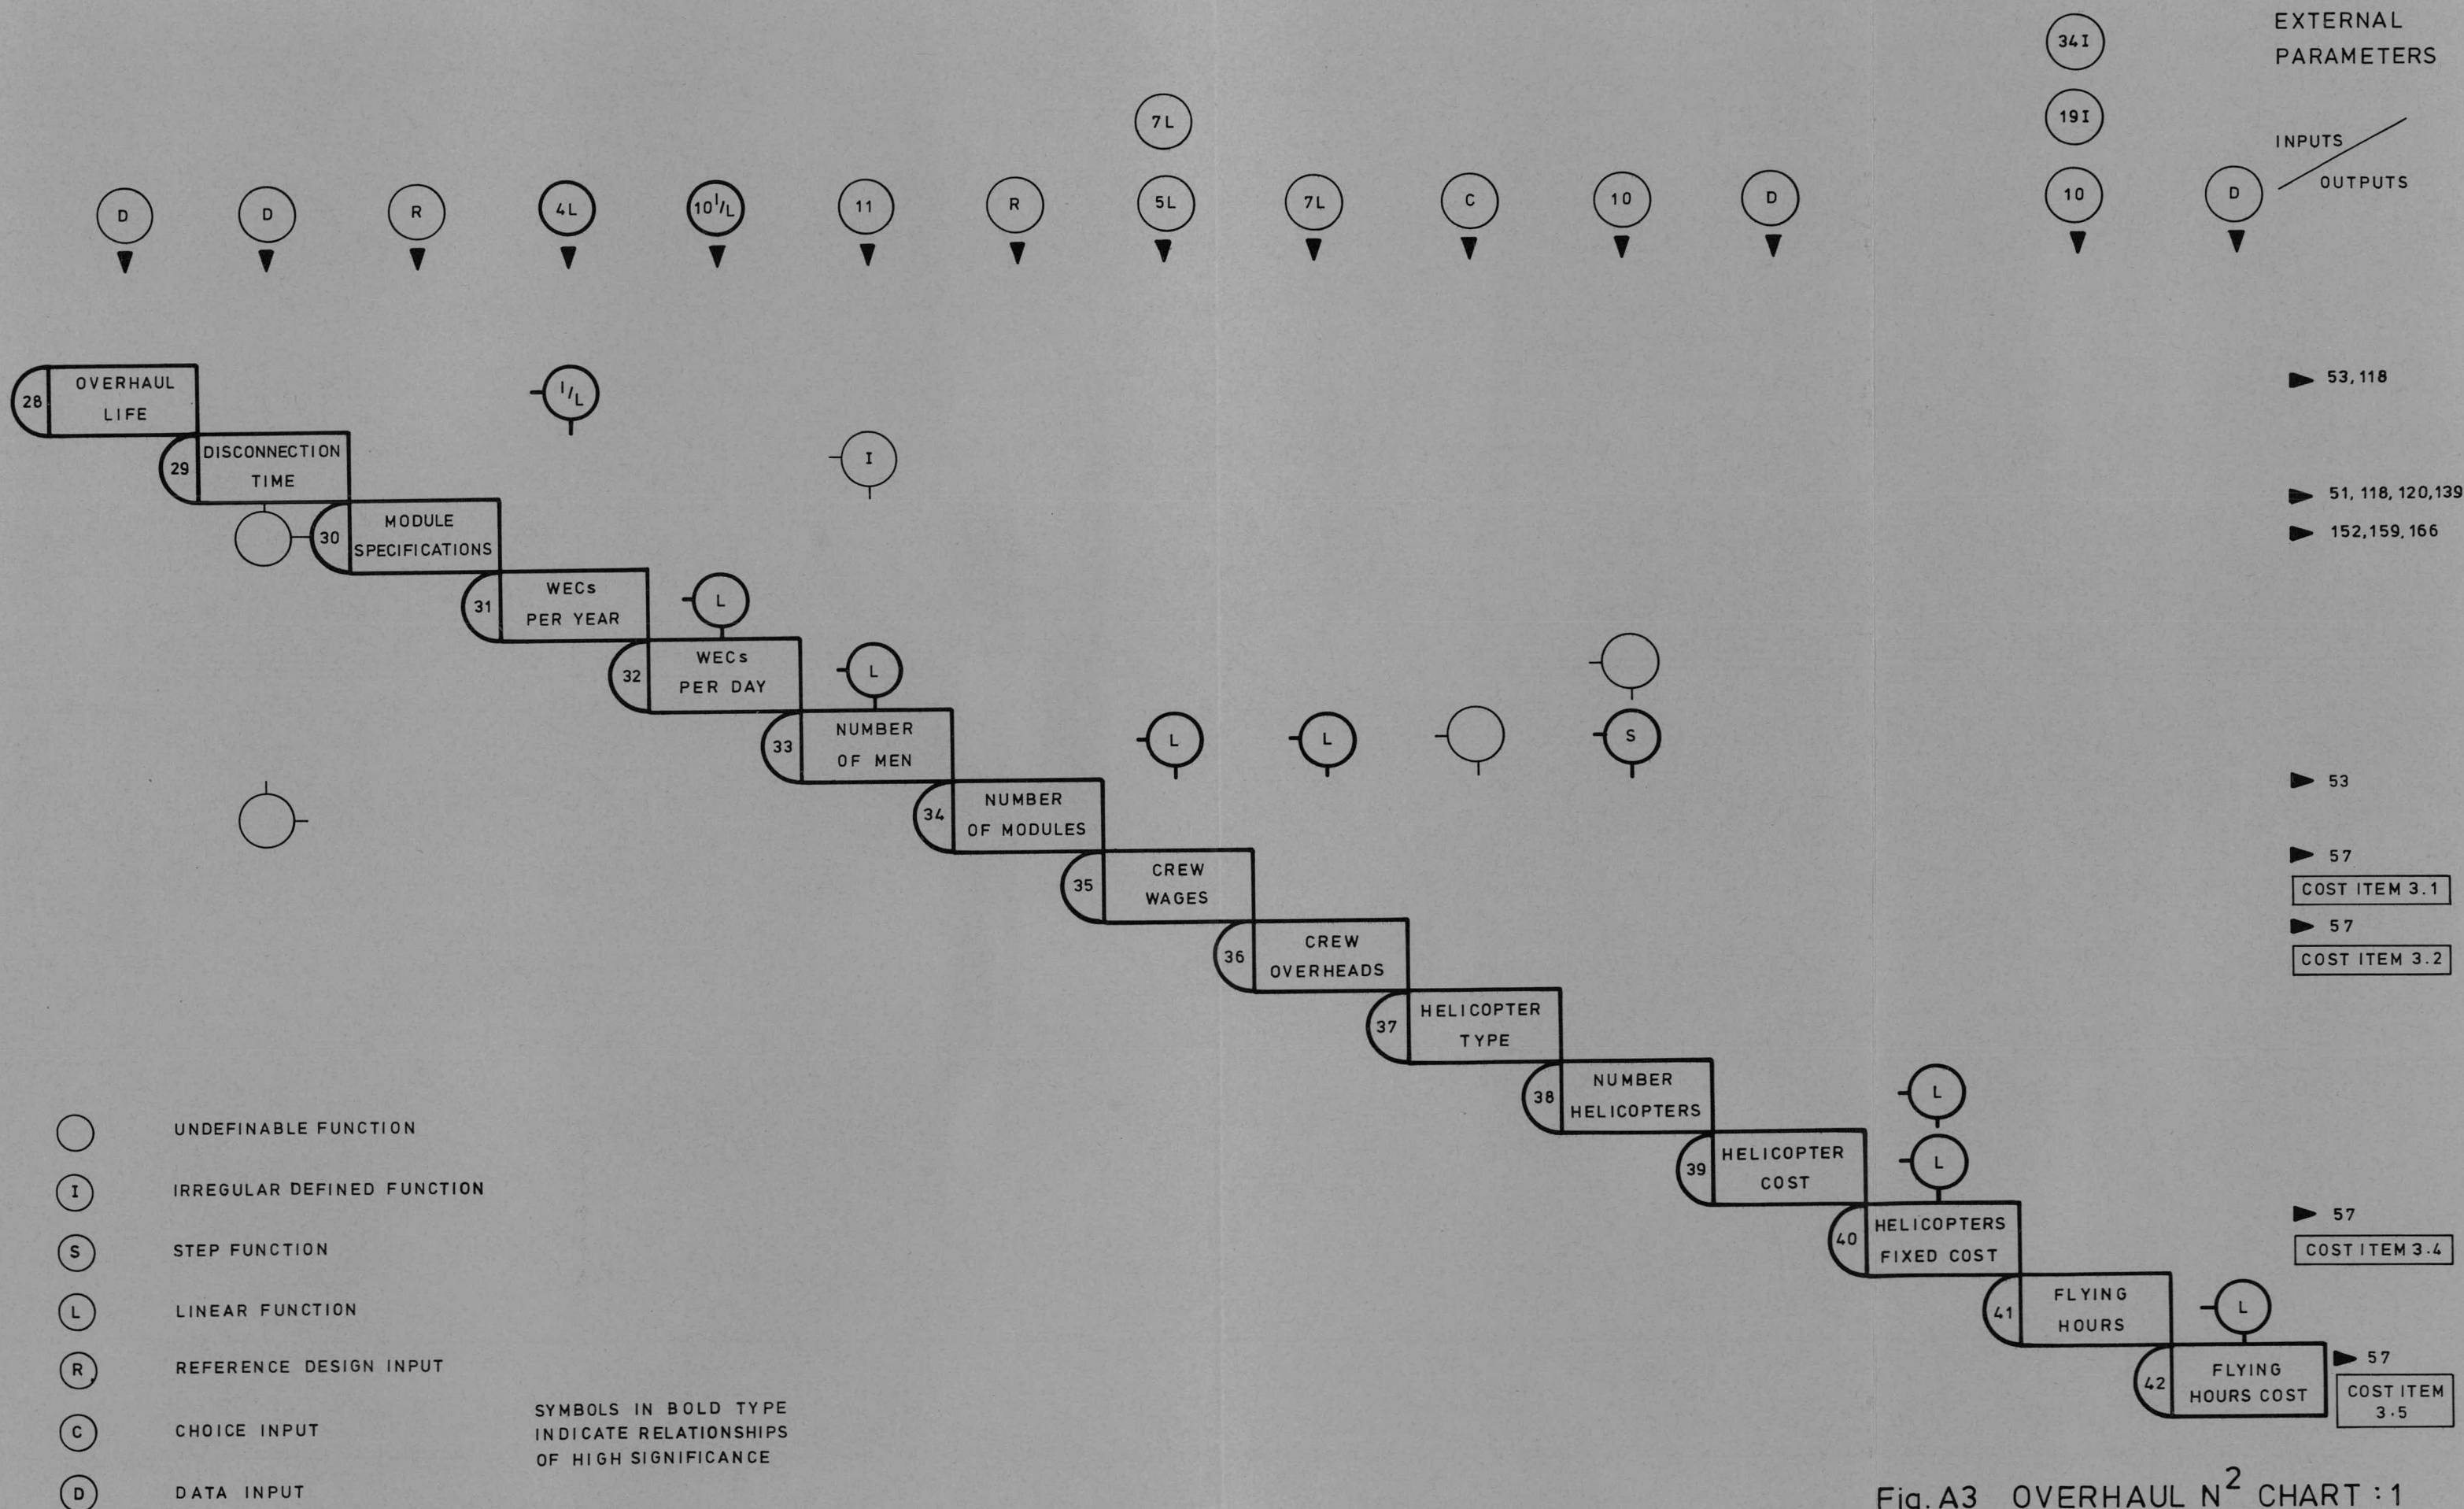 EXTERNAL
PARAMETERS
34I
19I
7L
INPUTS
OUTPUTS
D
D
R
4L
10 I/L
11
R
5L
7L
C
10
D
10
D
28
OVERHAUL
LIFE
I/L
53, 118
29
DISCONNECTION
TIME
I
51, 118, 120, 139
30
MODULE
SPECIFICATIONS
152, 159, 166
31
WECs
PER YEAR
L
32
WECs
PER DAY
L
33
NUMBER
OF MEN
L
L
S
53
34
NUMBER
OF MODULES
57
35
CREW
WAGES
COST ITEM 3.1
57
36
CREW
OVERHEADS
COST ITEM 3.2
37
HELICOPTER
TYPE
38
NUMBER
HELICOPTERS
L
39
HELICOPTER
COST
L
40
HELICOPTERS
FIXED COST
57
COST ITEM 3.4
41
FLYING
HOURS
L
42
FLYING
HOURS COST
57
COST ITEM
3.5
UNDEFINABLE FUNCTION
I IRREGULAR DEFINED FUNCTION
S STEP FUNCTION
L LINEAR FUNCTION
R REFERENCE DESIGN INPUT
C CHOICE INPUT
D DATA INPUT
SYMBOLS IN BOLD TYPE
INDICATE RELATIONSHIPS
OF HIGH SIGNIFICANCE
Fig. A3 OVERHAUL N² CHART : 1